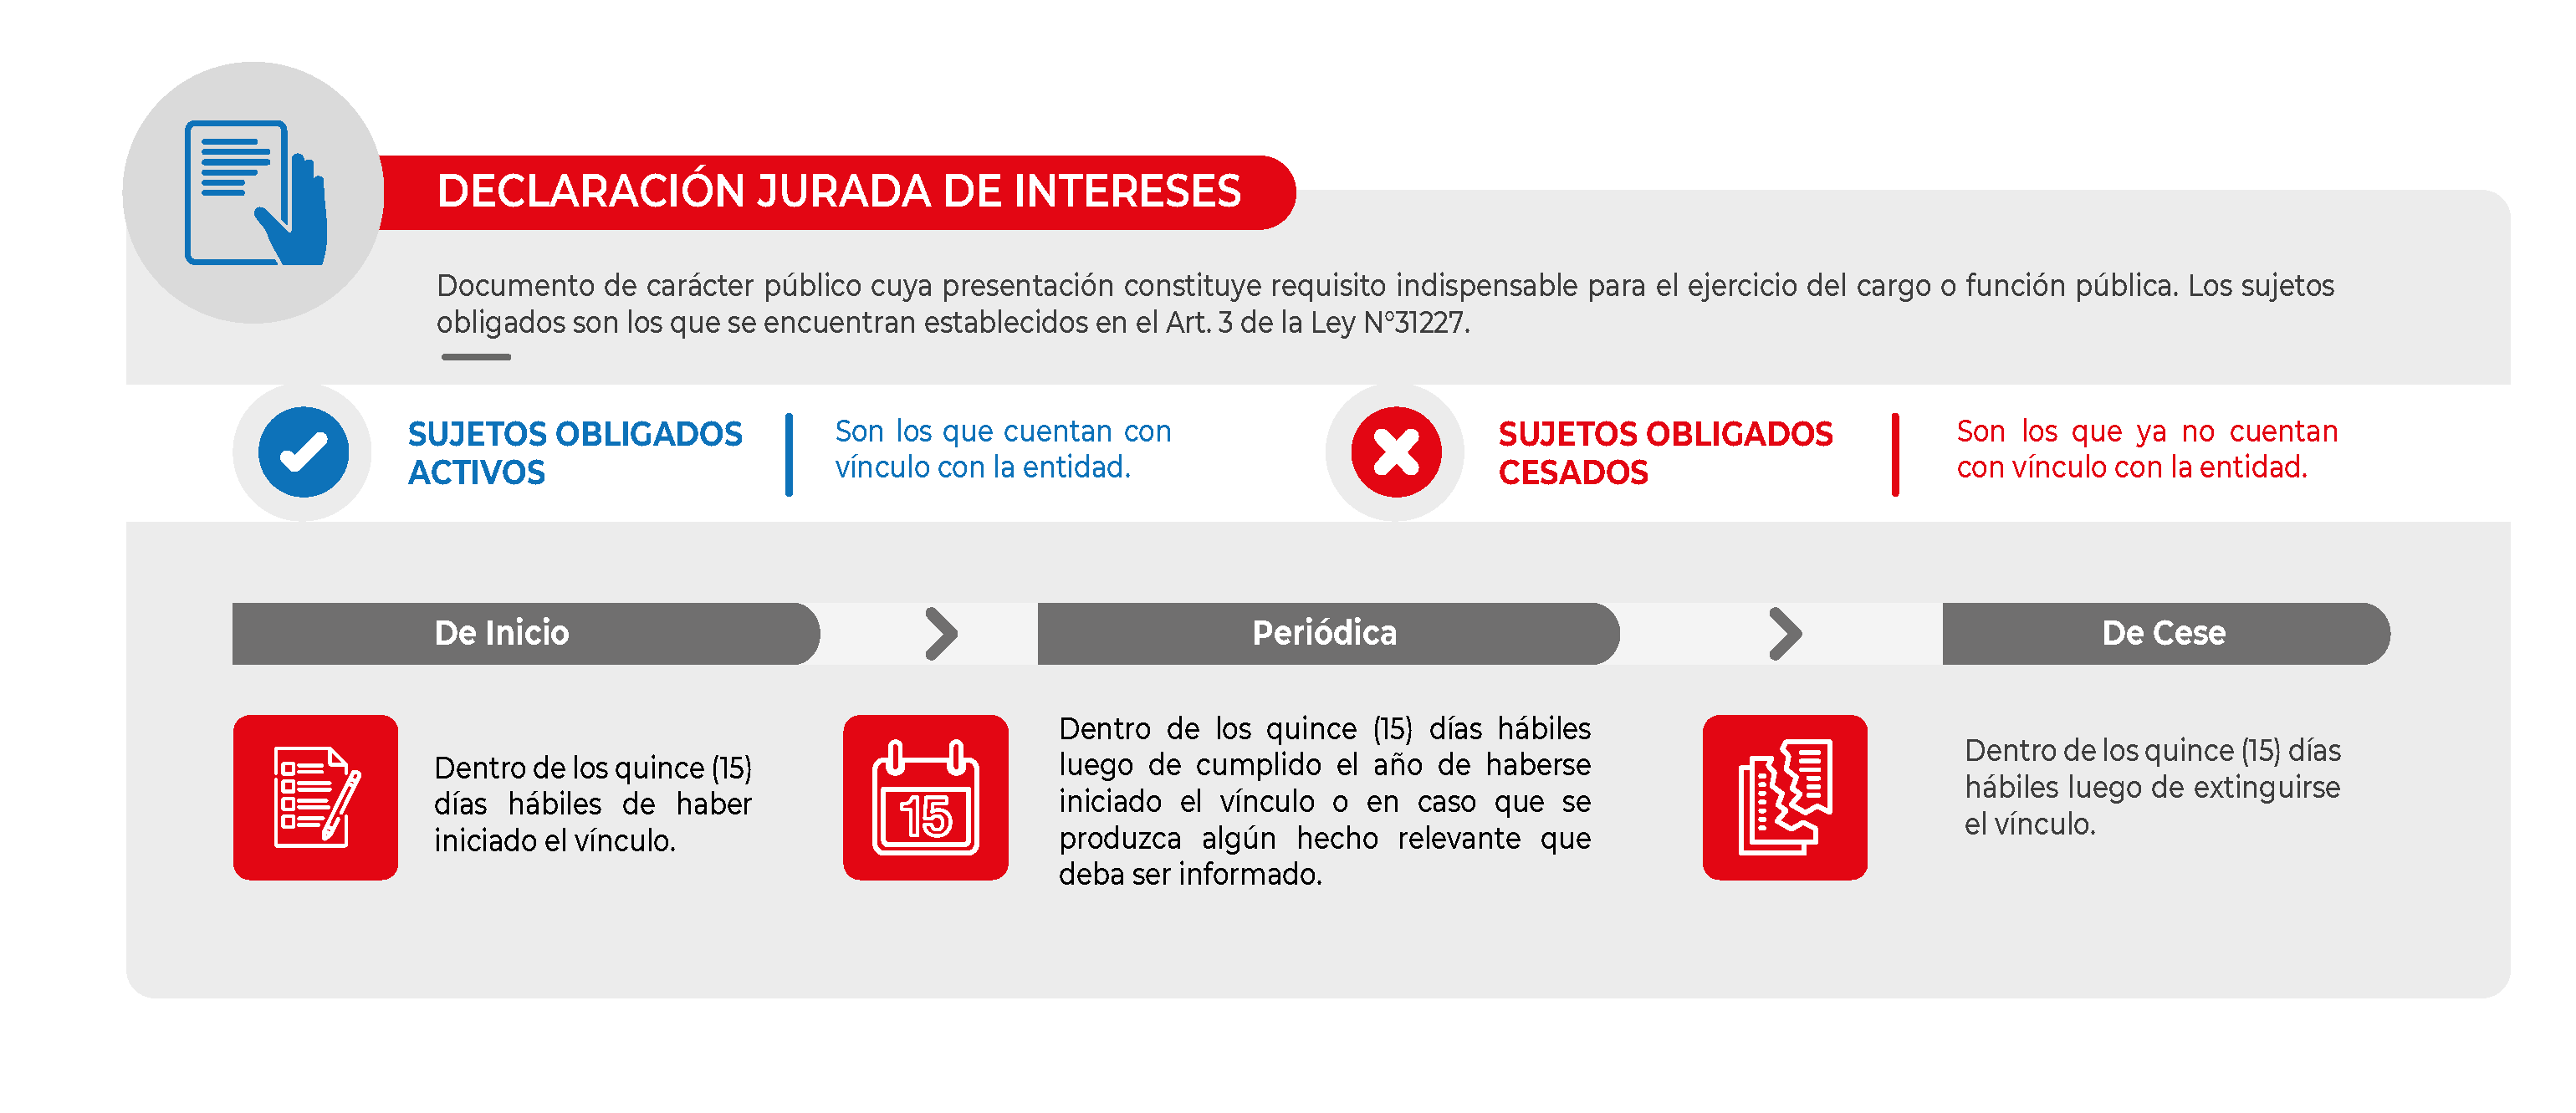 DECLARACIÓN JURADA DE INTERESES
Documento de carácter público cuya presentación constituye requisito indispensable para el ejercicio del cargo o función pública. Los sujetos
obligados son los que se encuentran establecidos en el Art. 3 de la Ley N°31227.
SUJETOS OBLIGADOS
ACTIVOS
Son los que cuentan con
vínculo con la entidad.
SUJETOS OBLIGADOS
CESADOS
Son los que ya no cuentan
con vínculo con la entidad.
De Inicio
Dentro de los quince (15)
días hábiles de haber
iniciado el vínculo.
Periódica
15
Dentro de los quince (15) días hábiles
luego de cumplido el año de haberse
iniciado el vínculo o en caso que se
produzca algún hecho relevante que
deba ser informado.
De Cese
Dentro de los quince (15) días
hábiles luego de extinguirse
el vínculo.